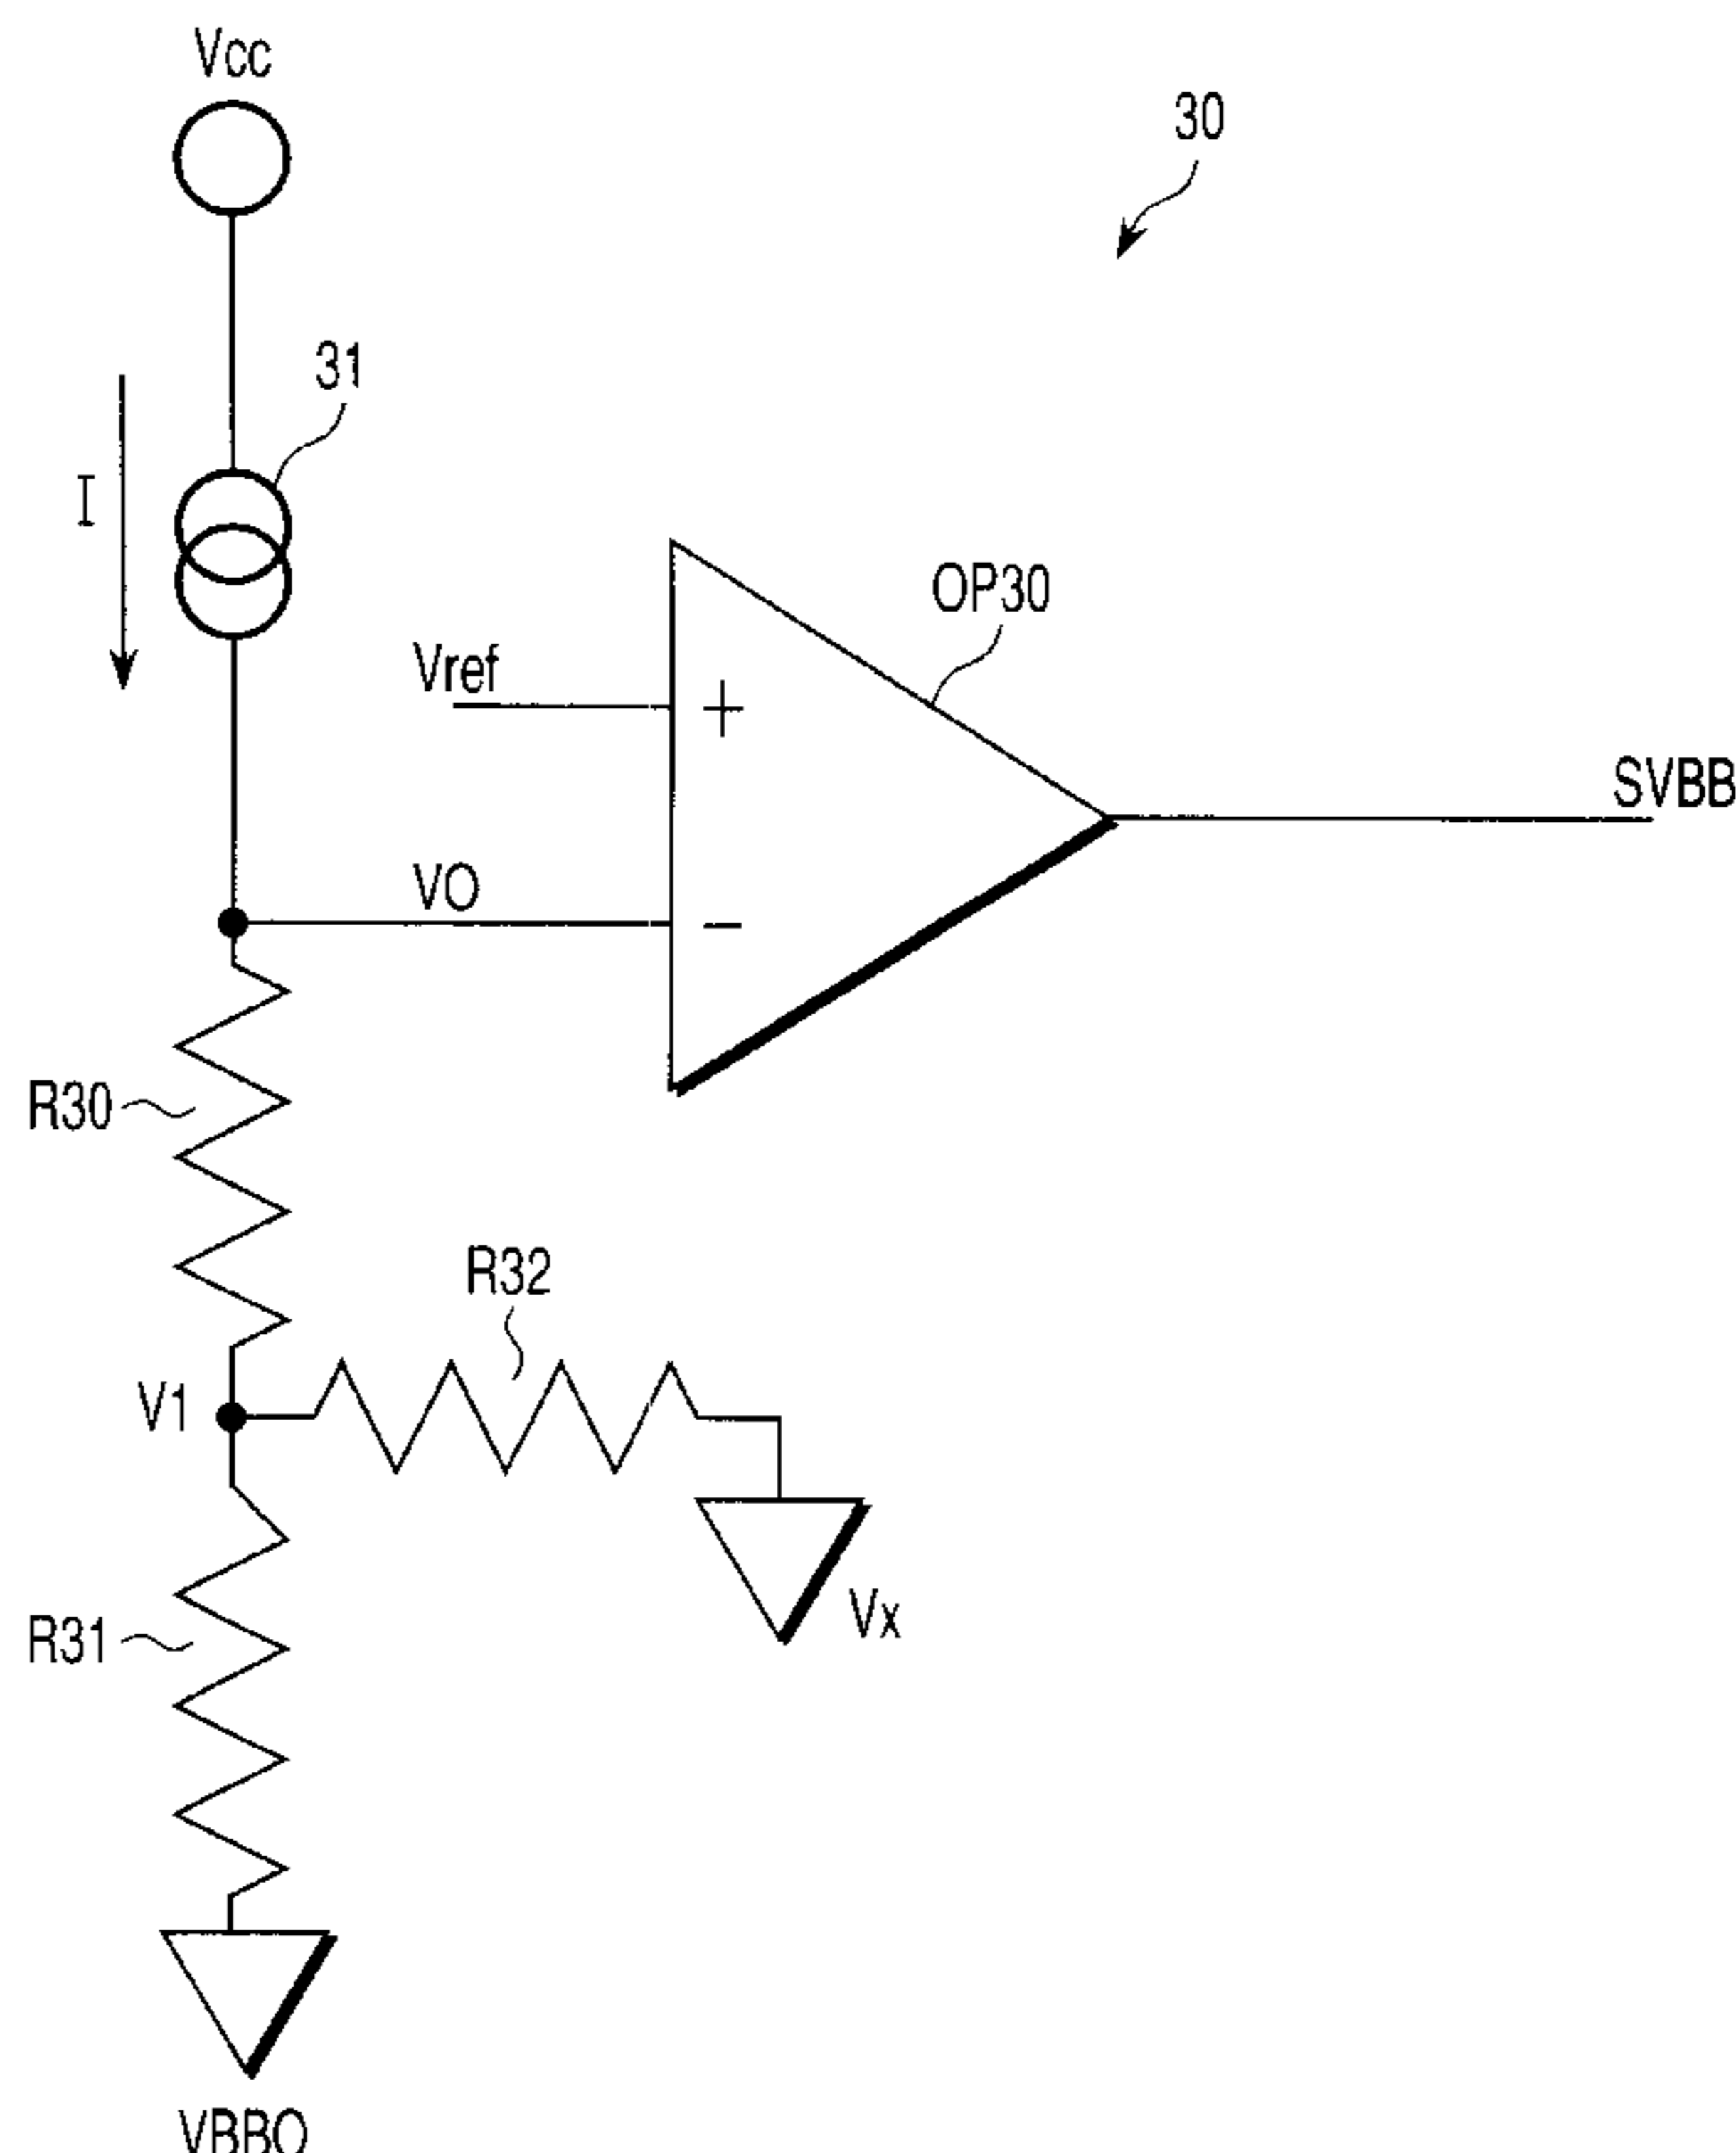 Vcc
30
31
I
OP30
Vref
+
SVBB
VO
−
R30
R32
V1
Vx
R31
VBBO